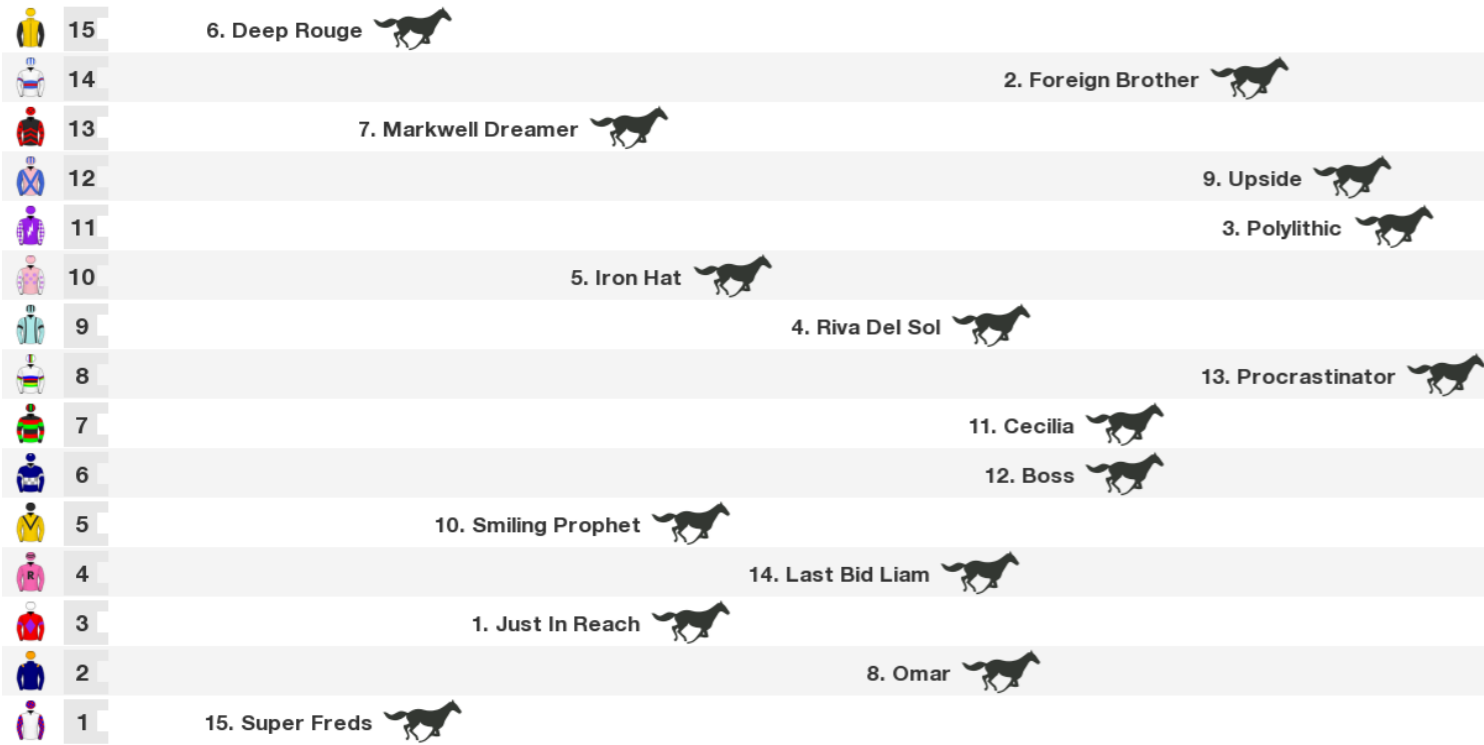 15 6. Deep Rouge
14 2. Foreign Brother
13 7. Markwell Dreamer
12 9. Upside
11 3. Polylithic
10 5. Iron Hat
9 4. Riva Del Sol
8 13. Procrastinator
7 11. Cecilia
6 12. Boss
5 10. Smiling Prophet
R 4 14. Last Bid Liam
3 1. Just In Reach
2 8. Omar
1 15. Super Freds